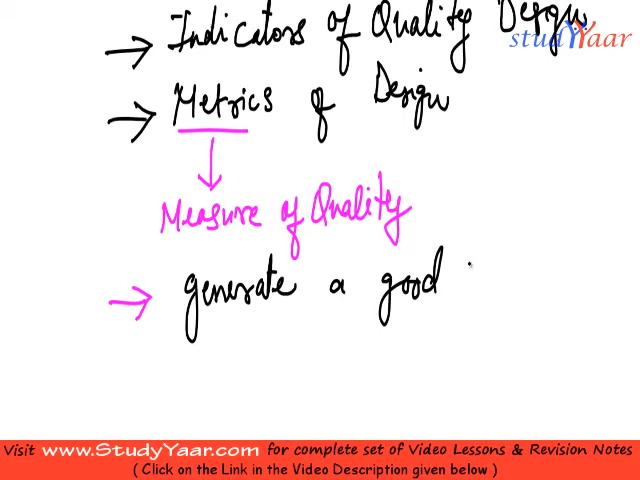 → Indicators of Quality Design
studYYaar
→ Metrics of Design
Measure of Quality
→ generate a good
Visit www.StudyYaar.com for complete set of Video Lessons & Revision Notes
( Click on the Link in the Video Description given below )